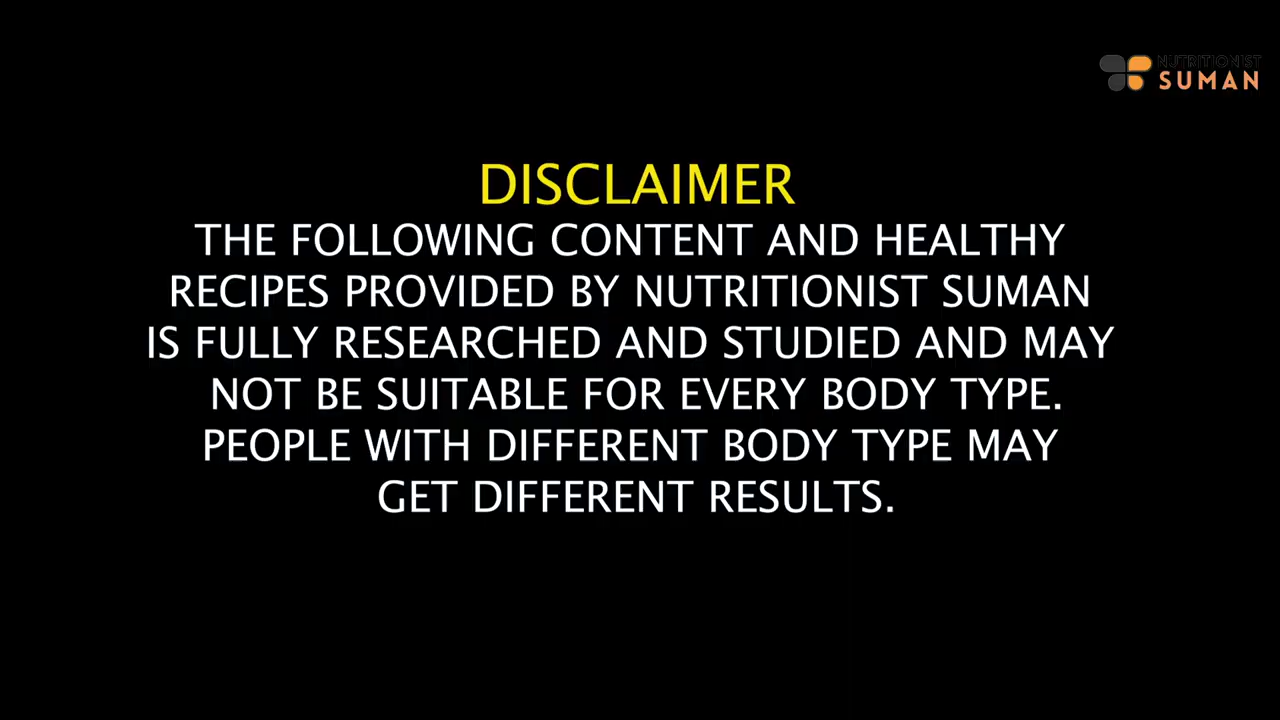 NUTRITIONIST
SUMAN
DISCLAIMER
THE FOLLOWING CONTENT AND HEALTHY
RECIPES PROVIDED BY NUTRITIONIST SUMAN
IS FULLY RESEARCHED AND STUDIED AND MAY
NOT BE SUITABLE FOR EVERY BODY TYPE.
PEOPLE WITH DIFFERENT BODY TYPE MAY
GET DIFFERENT RESULTS.